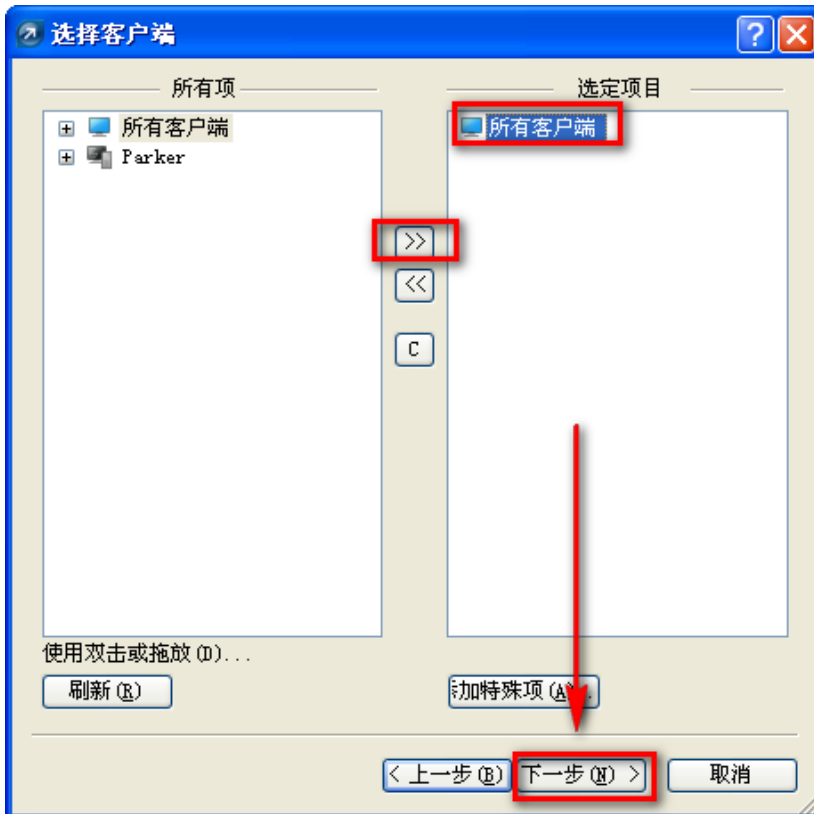 选择客户端
所有项
选定项目
所有客户端
Parker
所有客户端
>>
<<
C
使用双击或拖放(D)...
刷新(R)
加特殊项(A)...
< 上一步(B)
下一步(N) >
取消